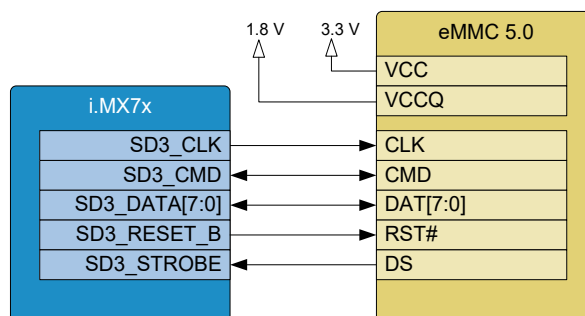 1.8 V
3.3 V
eMMC 5.0
VCC
VCCQ
i.MX7x
SD3_CLK
CLK
SD3_CMD
CMD
SD3_DATA[7:0]
DAT[7:0]
SD3_RESET_B
RST#
SD3_STROBE
DS